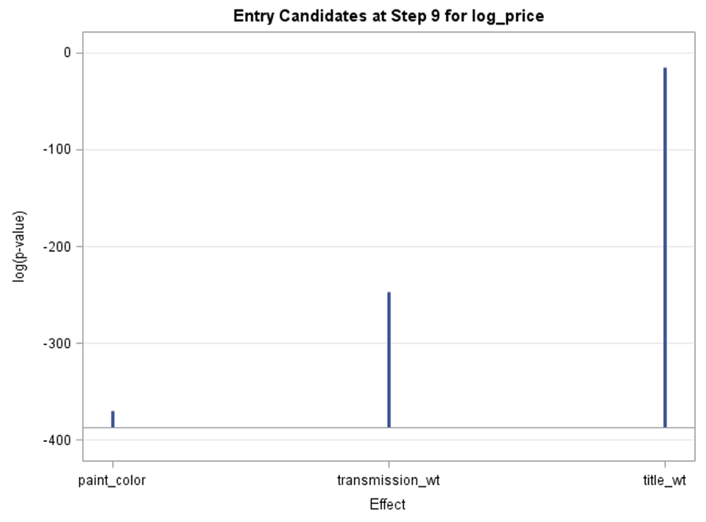 Entry Candidates at Step 9 for log_price
0
-100
-200
-300
-400
log(p-value)
paint_color transmission_wt title_wt
Effect